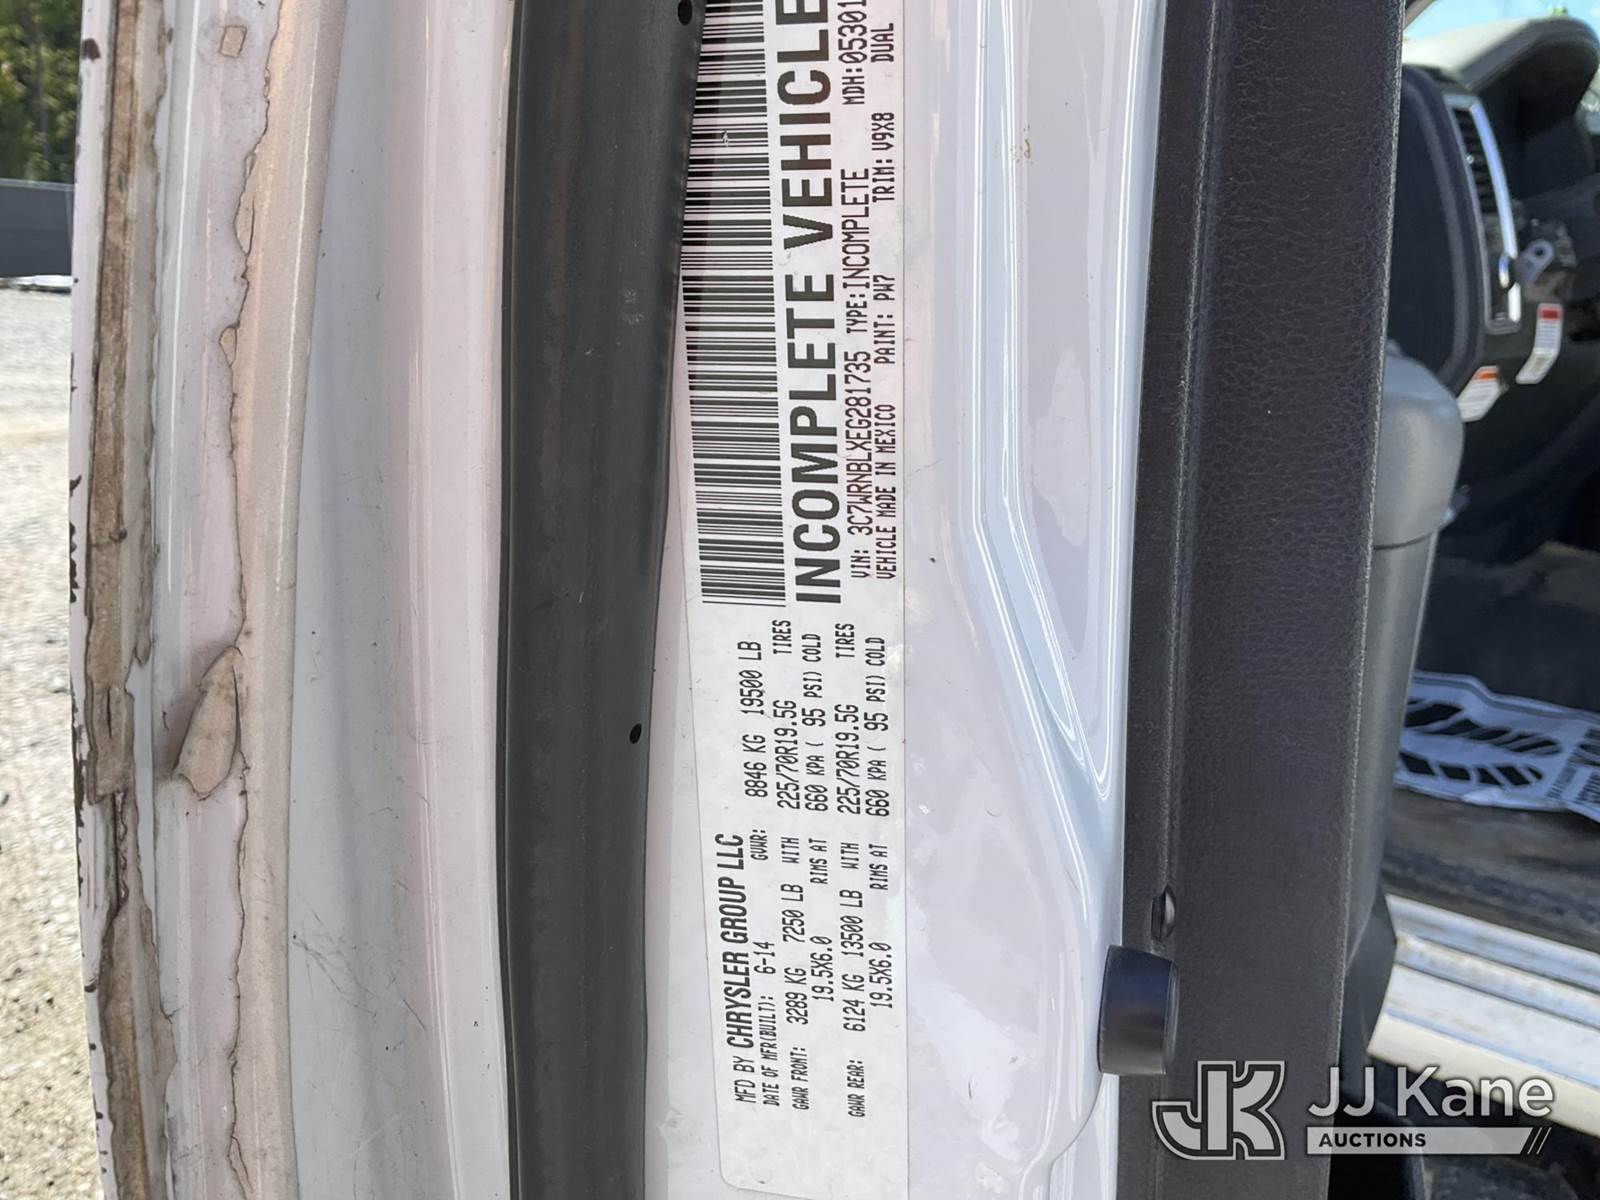 MFD BY CHRYSLER GROUP LLC
DATE OF MFR(BUILT): 6-14 GVWR: 8846 KG 19500 LB
GAWR FRONT: 3289 KG 7250 LB WITH 225/70R19.5G TIRES
19.5X6.0 RIMS AT 660 KPA ( 95 PSI) COLD
GAWR REAR: 6124 KG 13500 LB WITH 225/70R19.5G TIRES
19.5X6.0 RIMS AT 660 KPA ( 95 PSI) COLD
INCOMPLETE VEHICLE
VIN: 3C7WRNBLXEG281735 TYPE:INCOMPLETE MDH:05301
VEHICLE MADE IN MEXICO PAINT: PW7 TRIM: V9X8 DUAL
JK JJ Kane
AUCTIONS